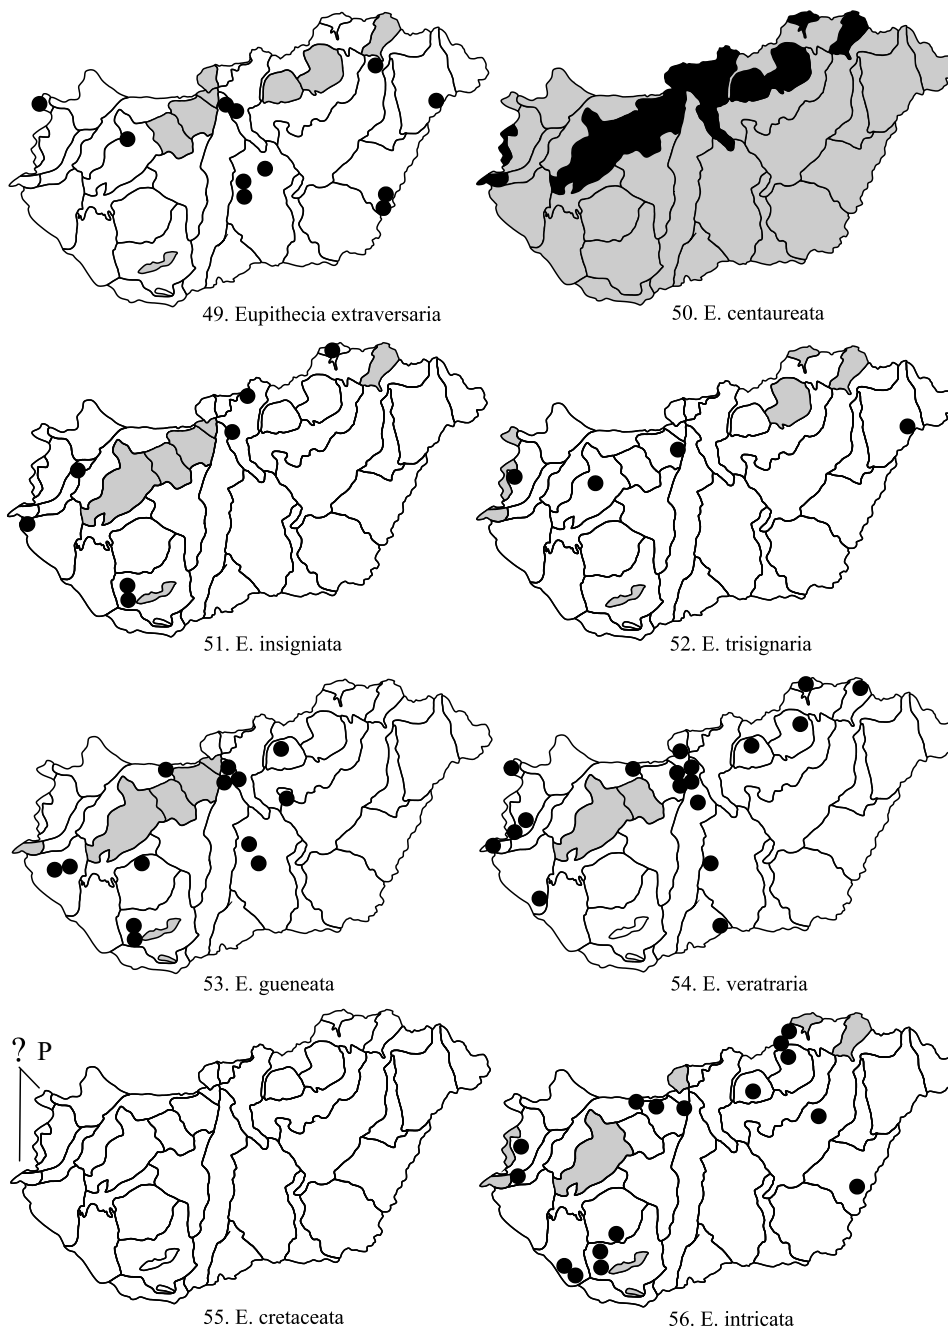 49. Eupithecia extraversaria
50. E. centaureata
51. E. insigniata
52. E. trisignaria
53. E. gueneata
54. E. veratraria
? P
55. E. cretaceata
56. E. intricata